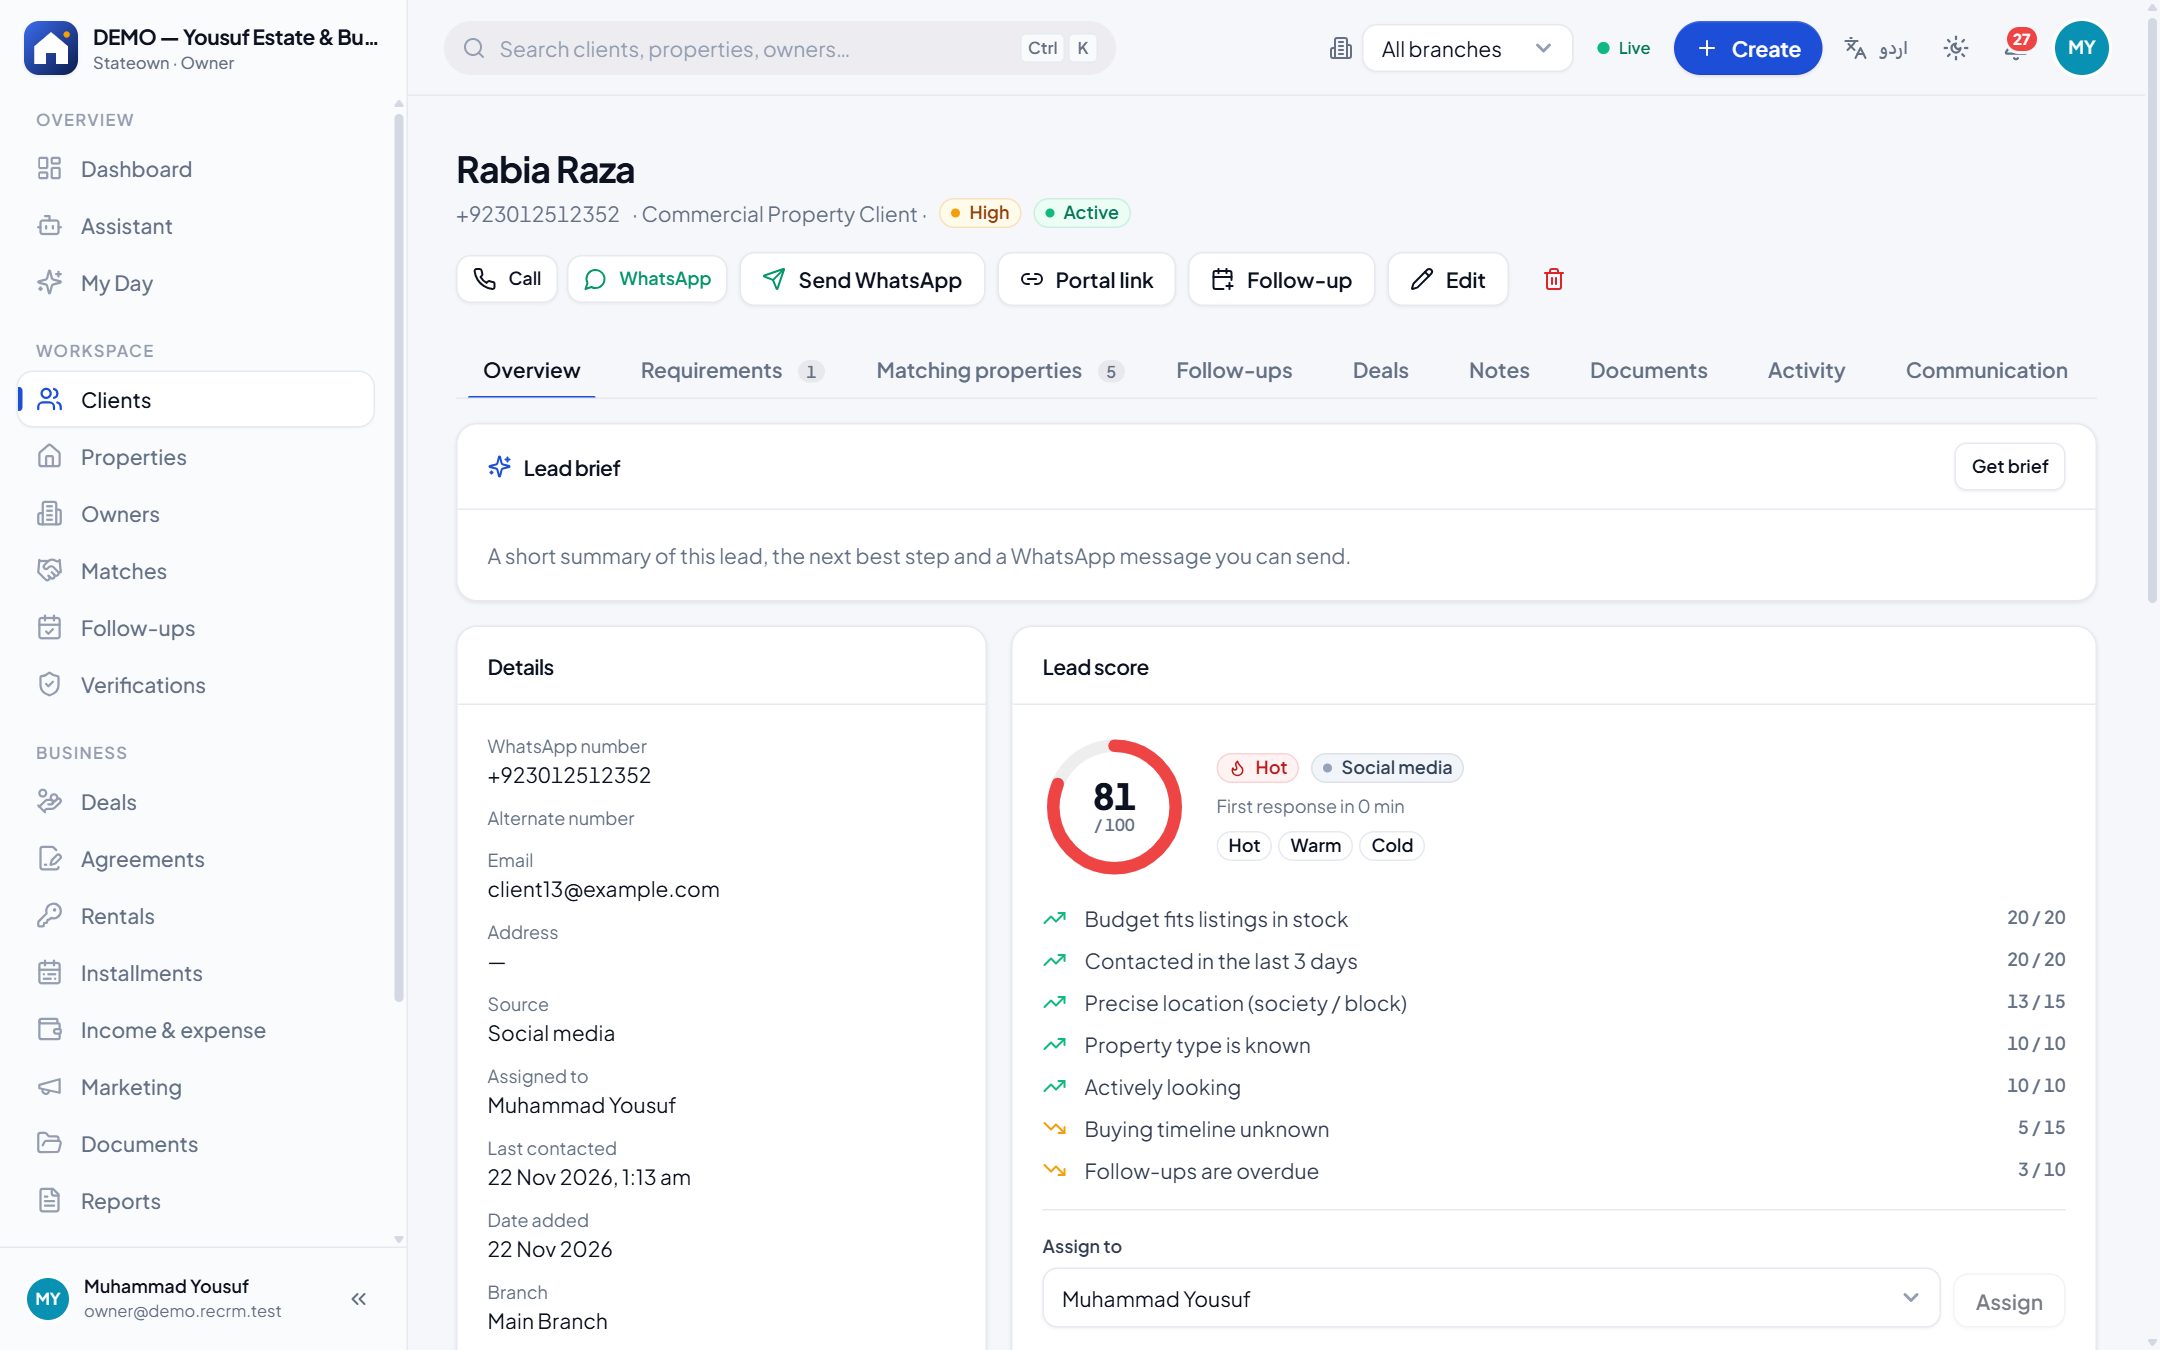 DEMO — Yousuf Estate & Bu...
Stateown · Owner
Search clients, properties, owners...
Ctrl K
All branches
Live
Create
اردو
27
MY
OVERVIEW
Dashboard
Assistant
My Day
WORKSPACE
Clients
Properties
Owners
Matches
Follow-ups
Verifications
BUSINESS
Deals
Agreements
Rentals
Installments
Income & expense
Marketing
Documents
Reports
MY
Muhammad Yousuf
owner@demo.recrm.test
Rabia Raza
+923012512352 · Commercial Property Client · High Active
Call WhatsApp Send WhatsApp Portal link Follow-up Edit
Overview Requirements 1 Matching properties 5 Follow-ups Deals Notes Documents Activity Communication
Lead brief
Get brief
A short summary of this lead, the next best step and a WhatsApp message you can send.
Details
WhatsApp number
+923012512352
Alternate number
Email
client13@example.com
Address
—
Source
Social media
Assigned to
Muhammad Yousuf
Last contacted
22 Nov 2026, 1:13 am
Date added
22 Nov 2026
Branch
Main Branch
Lead score
81
/ 100
Hot Social media
First response in 0 min
Hot Warm Cold
Budget fits listings in stock 20 / 20
Contacted in the last 3 days 20 / 20
Precise location (society / block) 13 / 15
Property type is known 10 / 10
Actively looking 10 / 10
Buying timeline unknown 5 / 15
Follow-ups are overdue 3 / 10
Assign to
Muhammad Yousuf
Assign